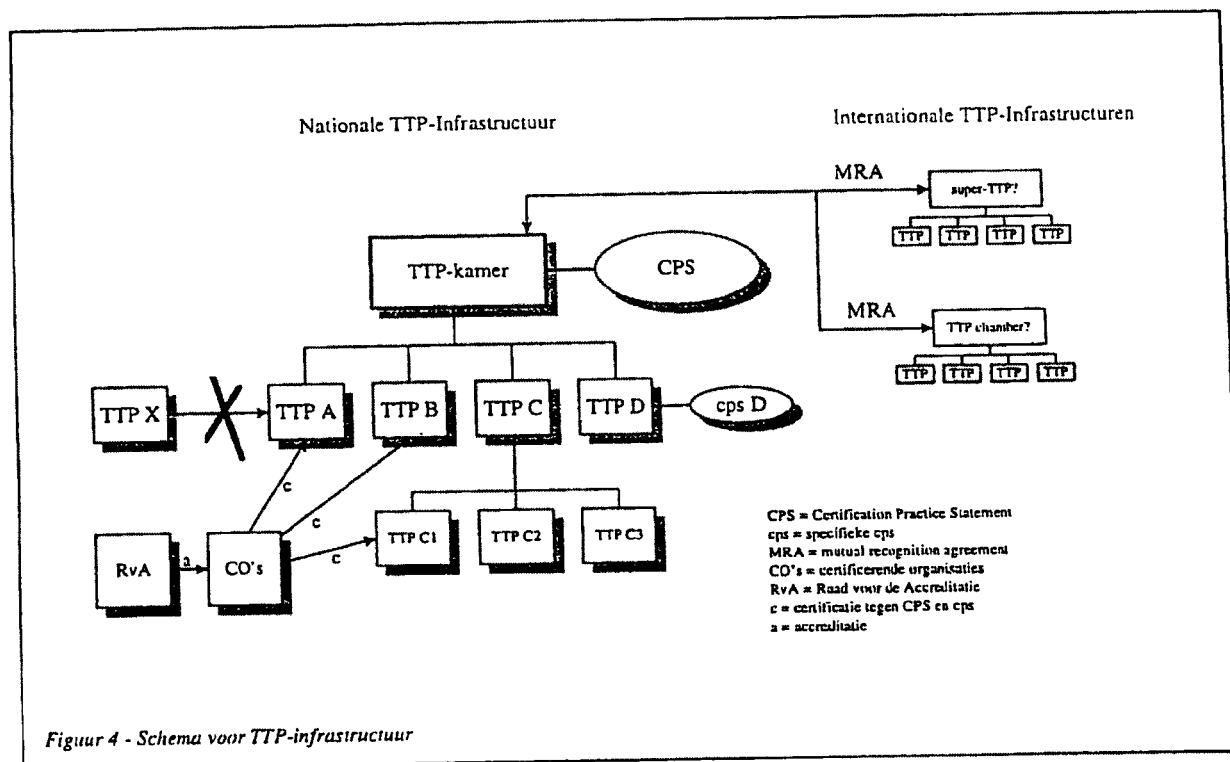 Nationale TTP-Infrastructuur
Internationale TTP-Infrastructuren
MRA
super-TTP?
TTP TTP TTP TTP
TTP-kamer
CPS
MRA
TTP chamber?
TTP TTP TTP TTP
TTP X
TTP A
TTP B
TTP C
TTP D
cps D
c
c
c
RvA
a
CO's
TTP C1
TTP C2
TTP C3
CPS = Certification Practice Statement
cps = specifieke cps
MRA = mutual recognition agreement
CO's = certificerende organisaties
RvA = Raad voor de Accreditatie
c = certificatie tegen CPS en cps
a = accreditatie
Figuur 4 - Schema voor TTP-infrastructuur